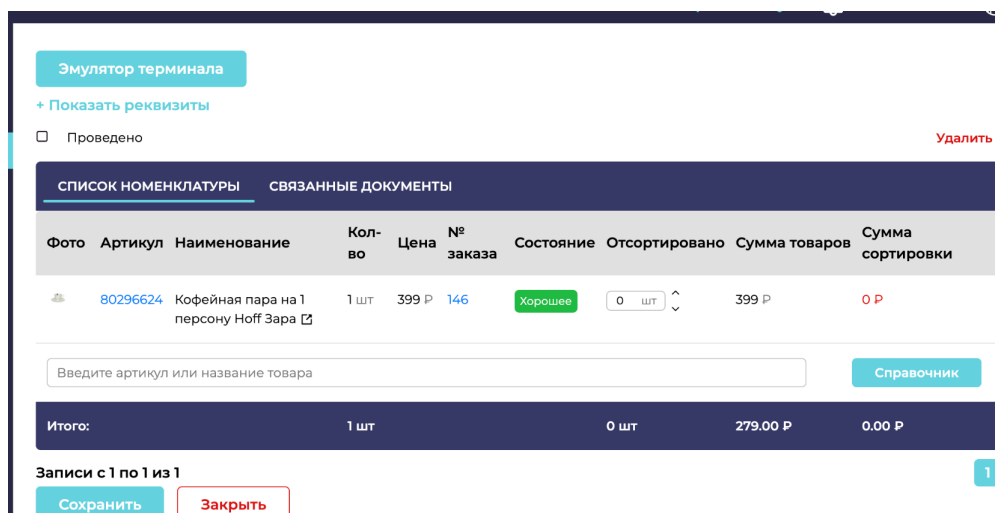 Эмулятор терминала
+ Показать реквизиты
Проведено
Удалить
СПИСОК НОМЕНКЛАТУРЫ СВЯЗАННЫЕ ДОКУМЕНТЫ
Фото Артикул Наименование Кол-во Цена № заказа Состояние Отсортировано Сумма товаров Сумма сортировки
80296624 Кофейная пара на 1 персону Hoff Зара 1 шт 399 ₽ 146 Хорошее 0 шт 399 ₽ 0 ₽
Введите артикул или название товара Справочник
Итого: 1 шт 0 шт 279.00 ₽ 0.00 ₽
Записи с 1 по 1 из 1
1
Сохранить Закрыть